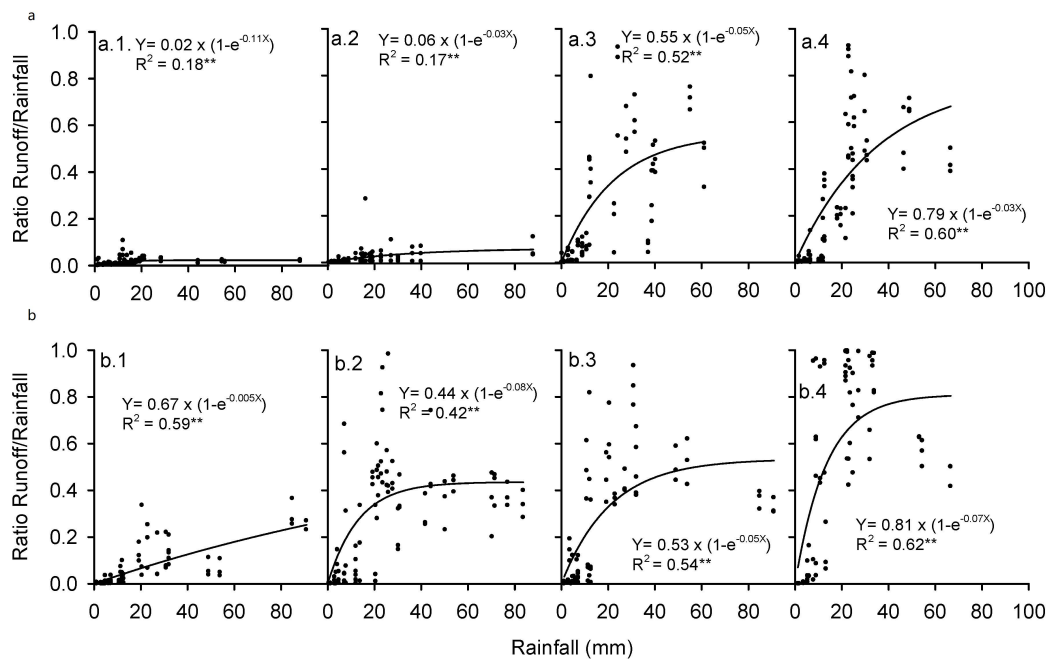 a
a.1.
Y= 0.02 x (1-e^-0.11X)
R² = 0.18**
a.2
Y= 0.06 x (1-e^-0.03X)
R² = 0.17**
a.3
Y= 0.55 x (1-e^-0.05X)
R² = 0.52**
a.4
Y= 0.79 x (1-e^-0.03X)
R² = 0.60**
Ratio Runoff/Rainfall
1.0
0.8
0.6
0.4
0.2
0.0
0 20 40 60 80 0 20 40 60 80 0 20 40 60 80 0 20 40 60 80 100
b
b.1
Y= 0.67 x (1-e^-0.005X)
R² = 0.59**
b.2
Y= 0.44 x (1-e^-0.08X)
R² = 0.42**
b.3
Y= 0.53 x (1-e^-0.05X)
R² = 0.54**
b.4
Y= 0.81 x (1-e^-0.07X)
R² = 0.62**
Ratio Runoff/Rainfall
1.0
0.8
0.6
0.4
0.2
0.0
0 20 40 60 80 0 20 40 60 80 0 20 40 60 80 0 20 40 60 80 100
Rainfall (mm)